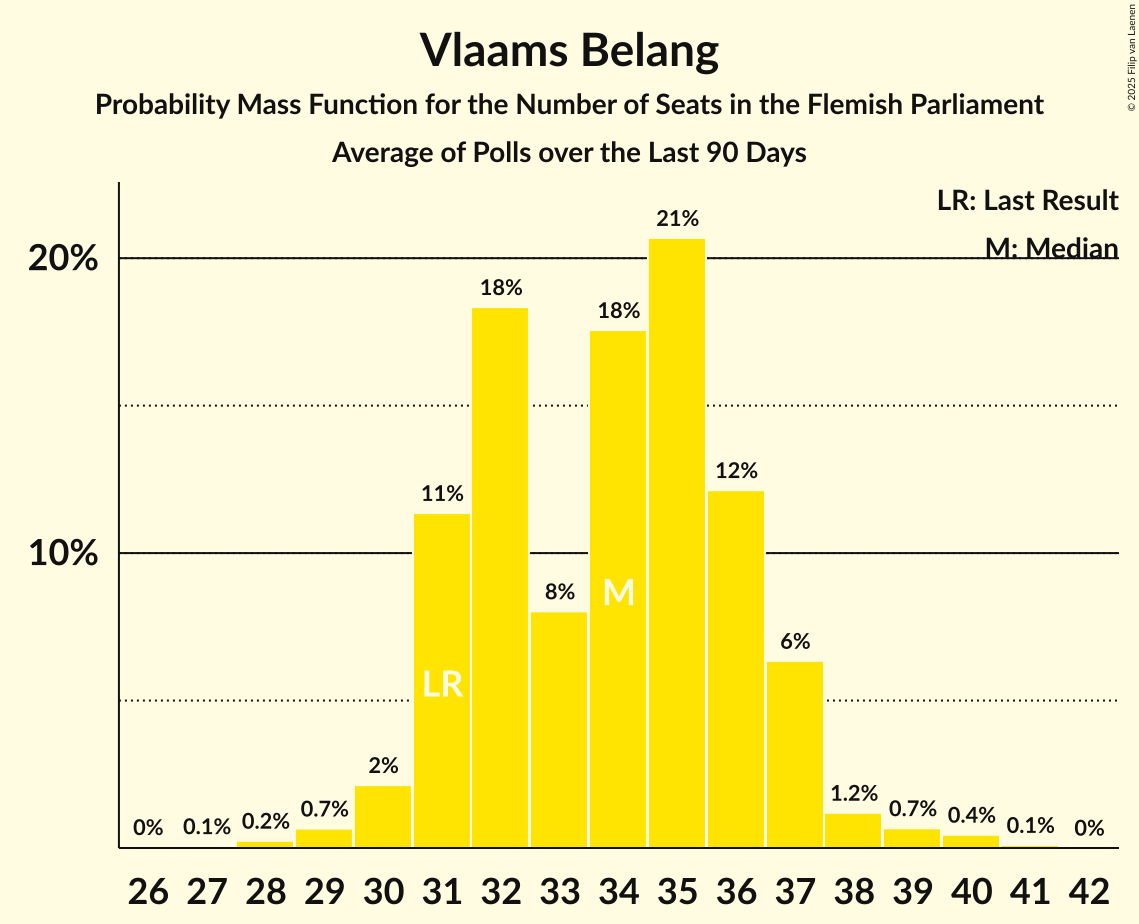 Vlaams Belang
Probability Mass Function for the Number of Seats in the Flemish Parliament
Average of Polls over the Last 90 Days
© 2025 Filip van Laenen
LR: Last Result
M: Median
20%
10%
0%
0.1%
0.2%
0.7%
2%
11%
18%
8%
18%
21%
12%
6%
1.2%
0.7%
0.4%
0.1%
0%
LR
M
26 27 28 29 30 31 32 33 34 35 36 37 38 39 40 41 42